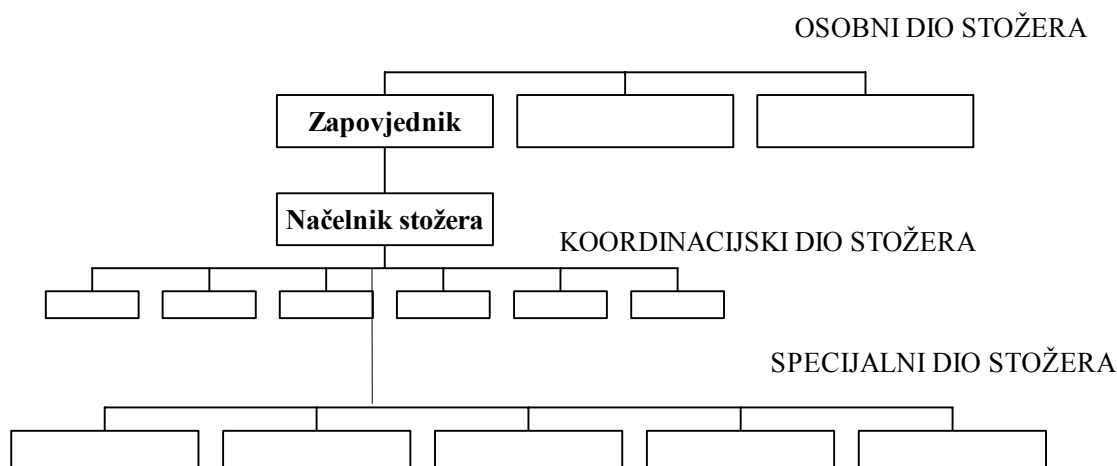 OSOBNI DIO STOŽERA
Zapovjednik
Načelnik stožera
KOORDINACIJSKI DIO STOŽERA
SPECIJALNI DIO STOŽERA